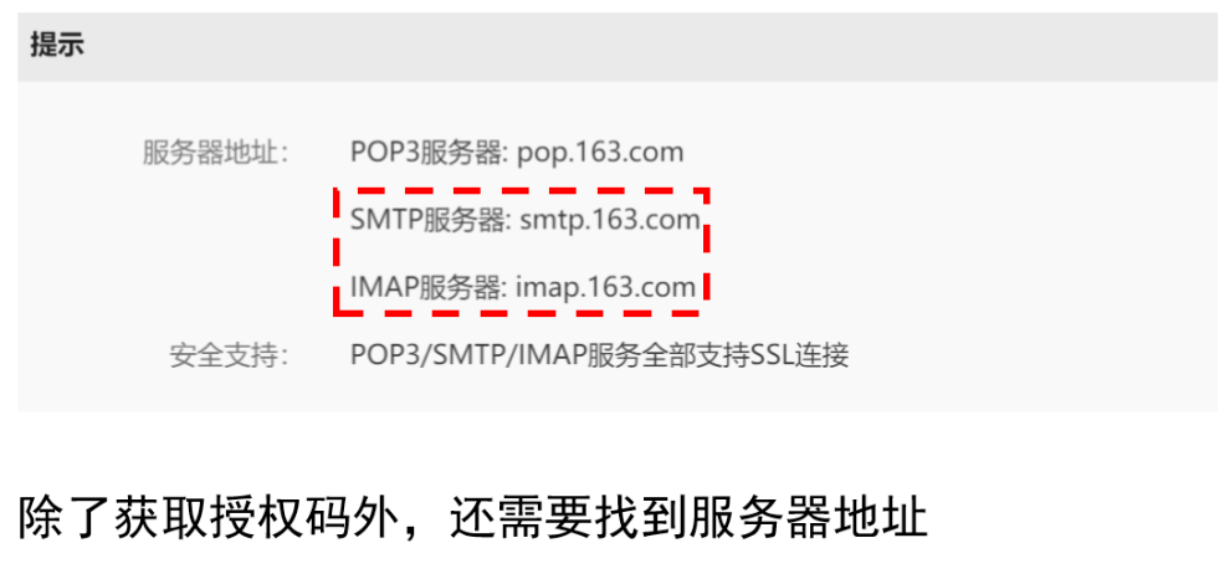 提示
服务器地址: POP3服务器: pop.163.com
SMTP服务器: smtp.163.com
IMAP服务器: imap.163.com
安全支持: POP3/SMTP/IMAP服务全部支持SSL连接
除了获取授权码外，还需要找到服务器地址